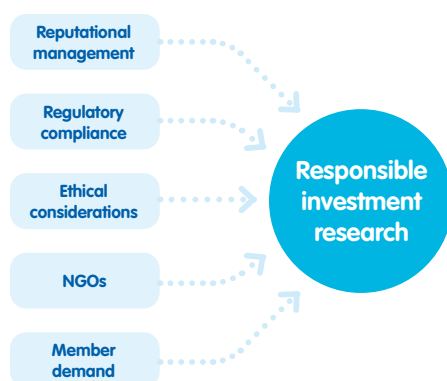 Reputational
management
Regulatory
compliance
Ethical
considerations
NGOs
Member
demand
Responsible
investment
research